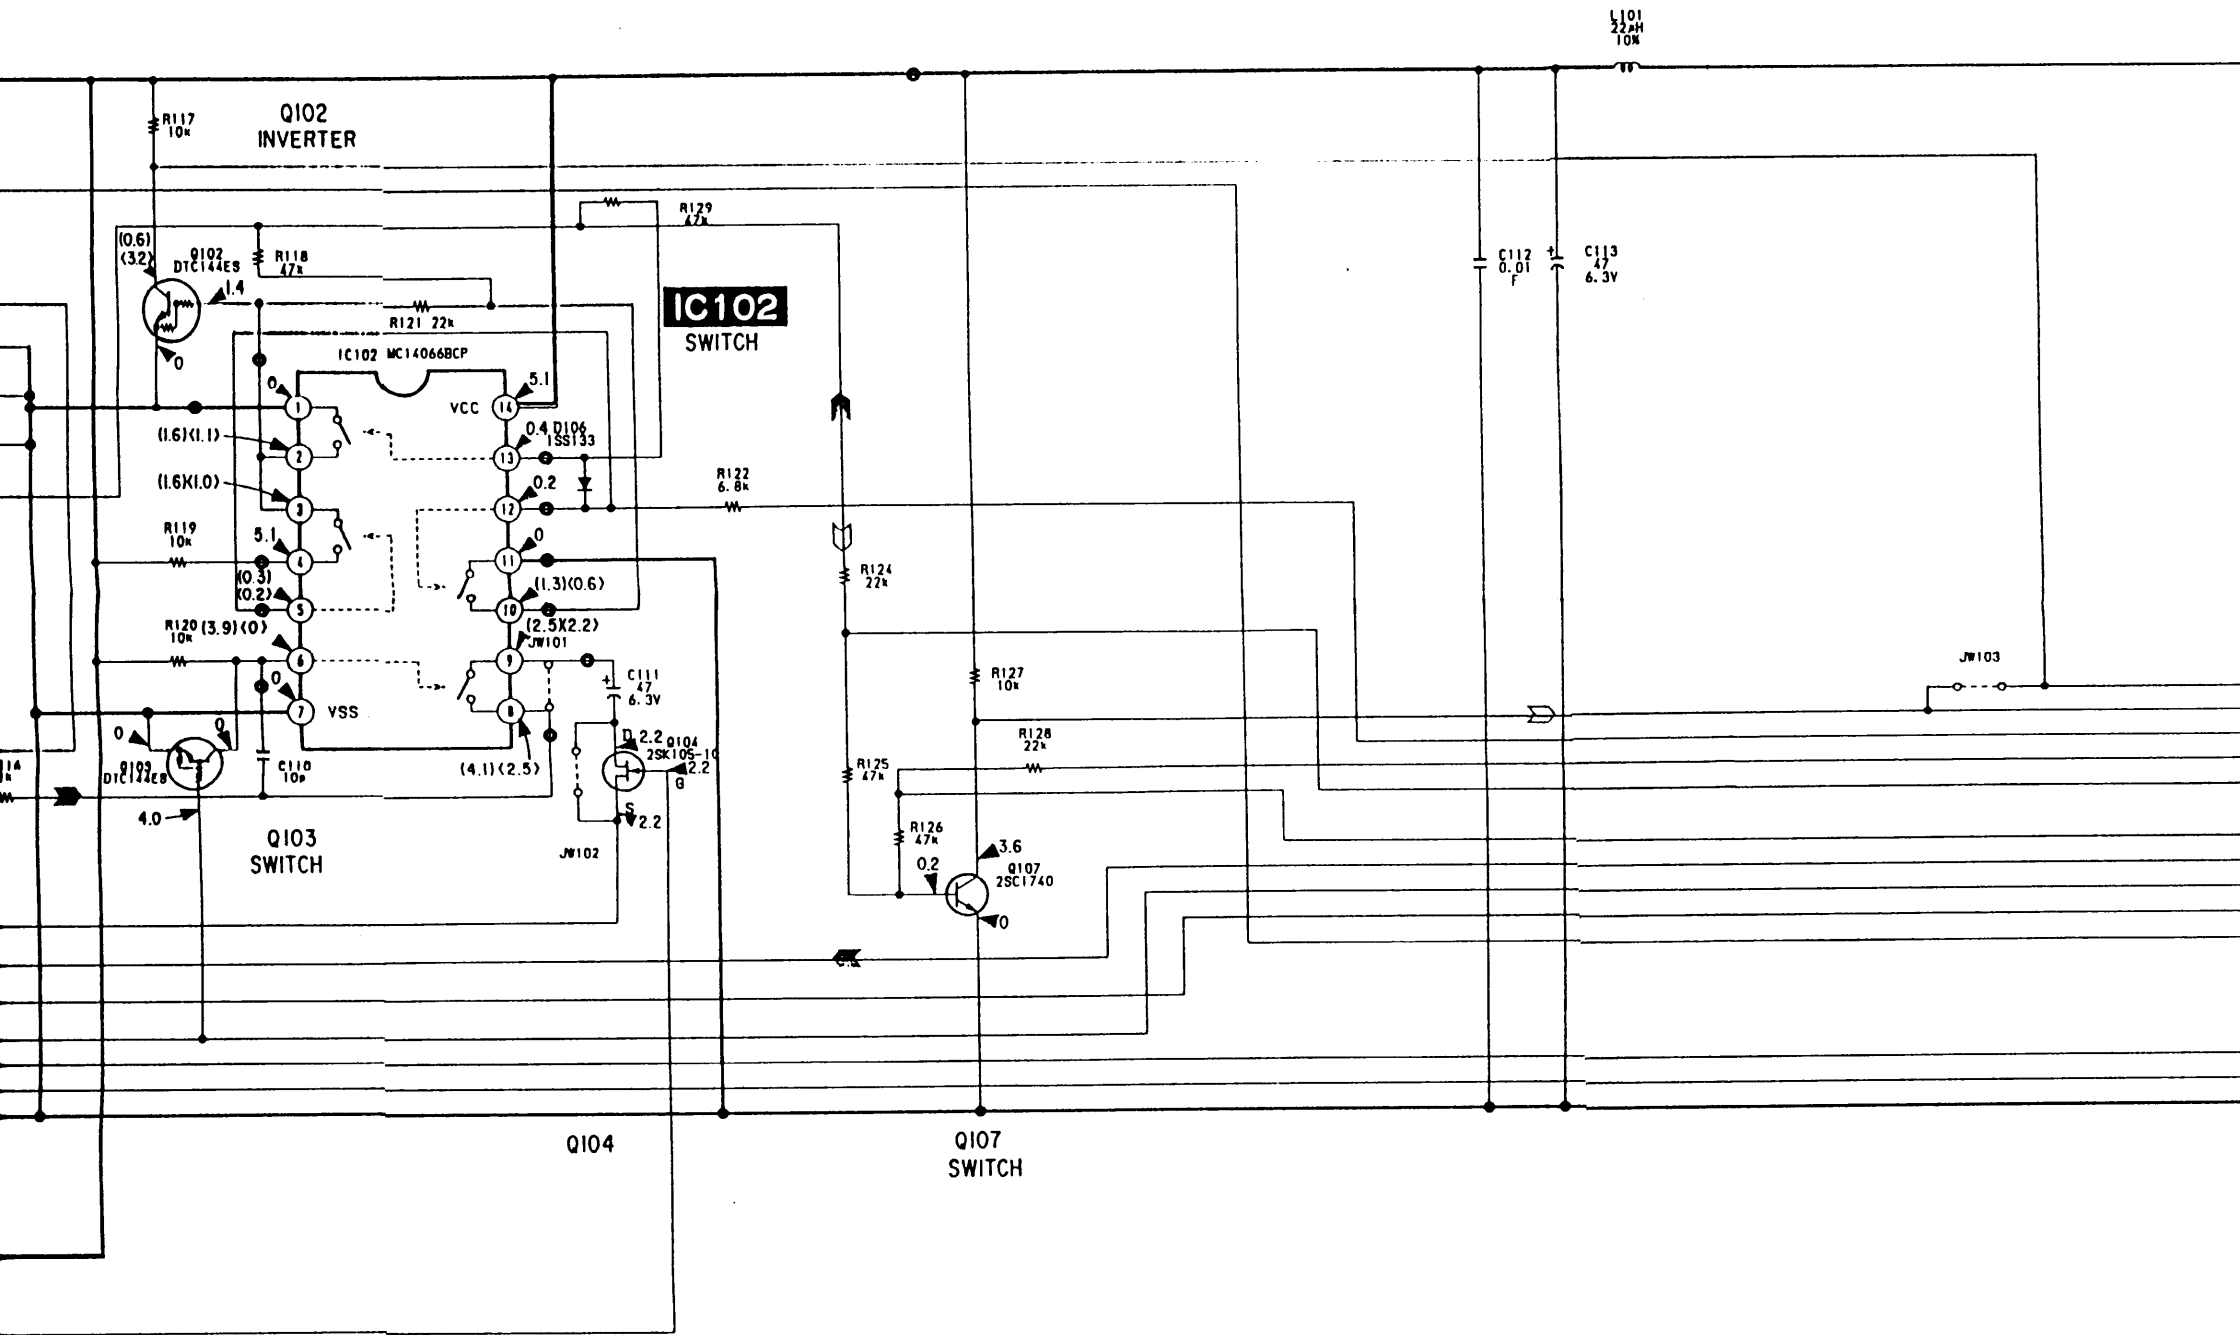 L101
22μH
10%
R117
10k
Q102
INVERTER
R129
47k
(0.6)
(3.2)
Q102
DTC144ES
R118
47k
1.4
C112
0.01
F
+
C113
47
6.3V
IC102
SWITCH
R121 22k
0
IC102 MC14066BCP
0
5.1
1
VCC
14
0.4
D106
1SS133
(1.6)(1.1)
2
13
R122
6.8k
(1.6)(1.0)
0.2
3
12
R119
10k
5.1
0
4
11
R124
22k
(0.3)
(0.2)
5
(1.3)(0.6)
10
R120
10k
(3.9)(0)
(2.5)(2.2)
JW101
6
9
JW103
+
C111
47
6.3V
R127
10k
0
7
VSS
8
0
0
D
2.2
Q104
2SK105-10
R128
22k
Q103
DTC144ES
C110
10p
(4.1)(2.5)
2.2
G
R125
47k
4.0
S
2.2
R126
47k
Q103
SWITCH
JW102
3.6
0.2
Q107
2SC1740
0
Q104
Q107
SWITCH